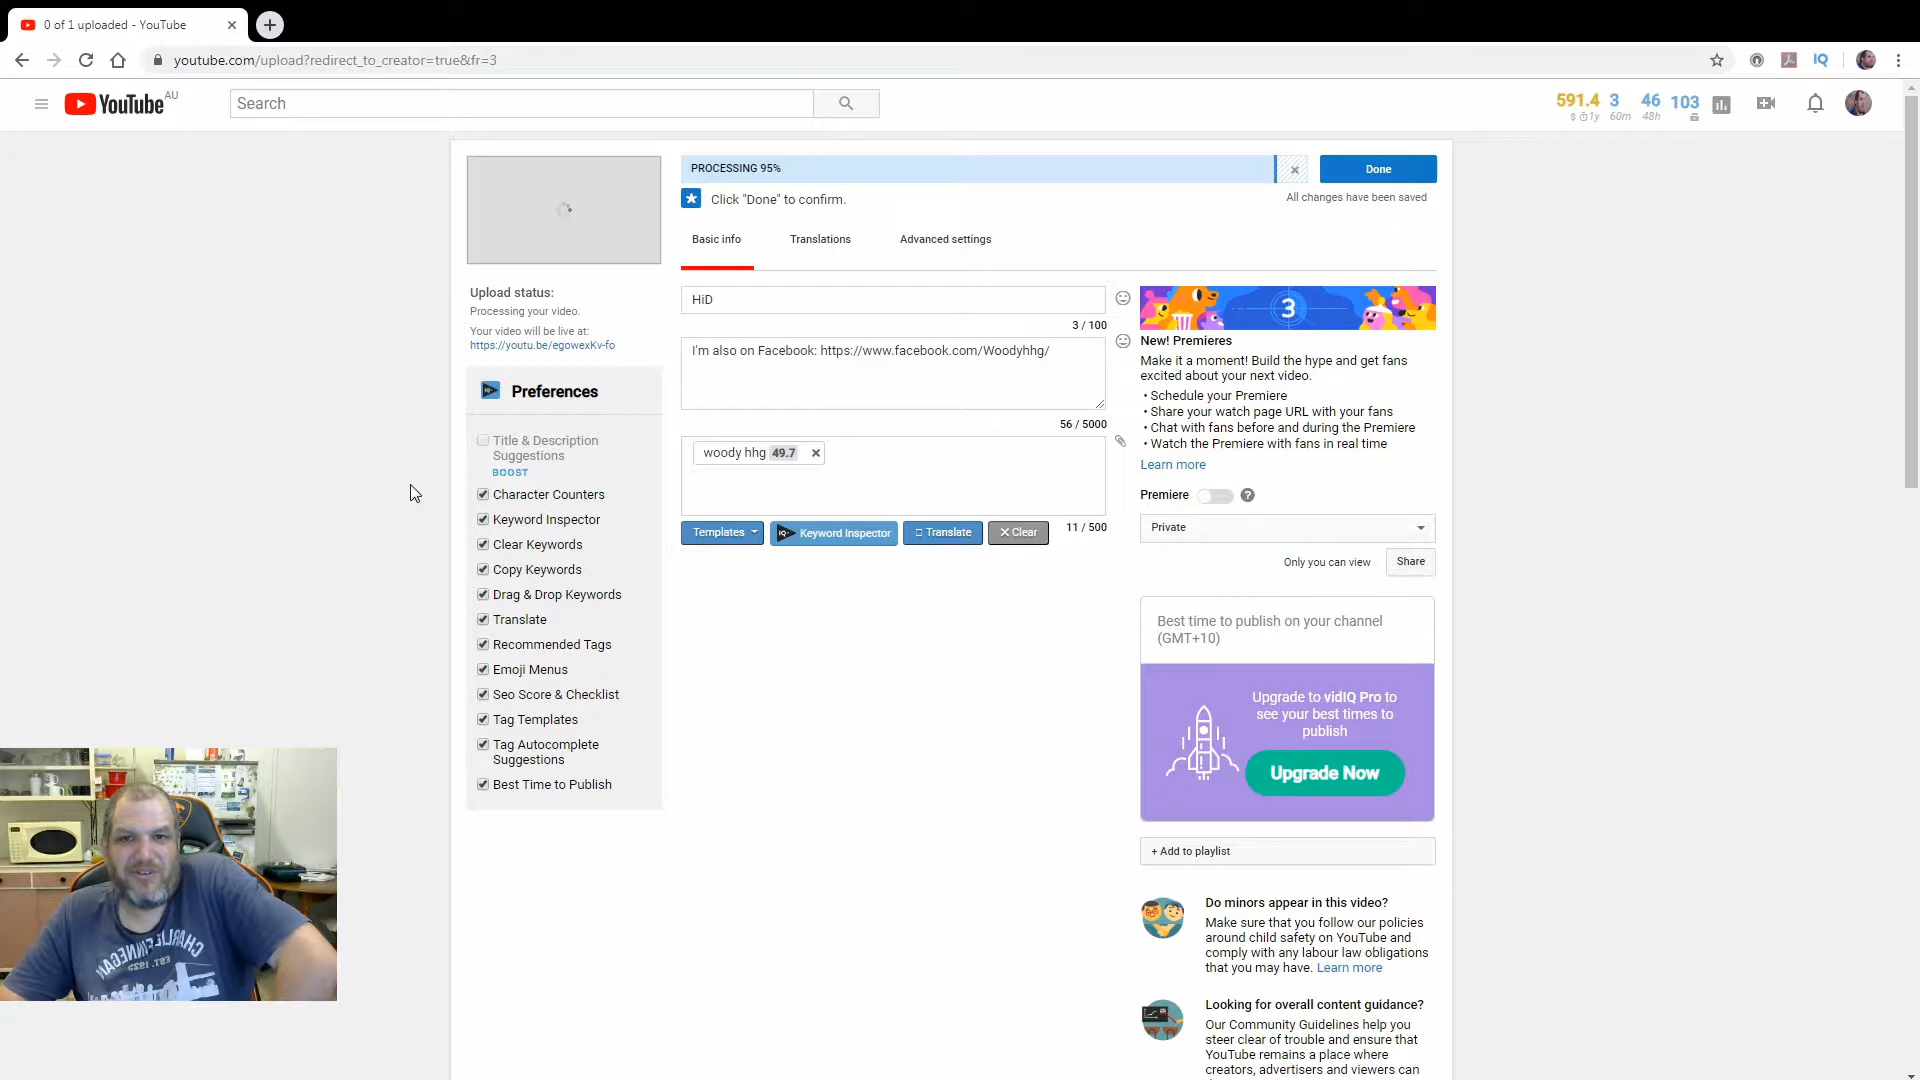 0 of 1 uploaded - YouTube
youtube.com/upload?redirect_to_creator=true&fr=3
IQ
YouTube AU
Search
591.4 3 46 103
$ 1y 60m 48h
PROCESSING 95%
Done
Click "Done" to confirm.
All changes have been saved
Basic info
Translations
Advanced settings
Upload status:
Processing your video.
Your video will be live at:
https://youtu.be/egowexKv-fo
HiD
3 / 100
I'm also on Facebook: https://www.facebook.com/Woodyhhg/
56 / 5000
woody hhg 49.7
Templates
Keyword Inspector
Translate
Clear
11 / 500
Preferences
Title & Description
Suggestions
BOOST
Character Counters
Keyword Inspector
Clear Keywords
Copy Keywords
Drag & Drop Keywords
Translate
Recommended Tags
Emoji Menus
Seo Score & Checklist
Tag Templates
Tag Autocomplete
Suggestions
Best Time to Publish
3
New! Premieres
Make it a moment! Build the hype and get fans
excited about your next video.
• Schedule your Premiere
• Share your watch page URL with your fans
• Chat with fans before and during the Premiere
• Watch the Premiere with fans in real time
Learn more
Premiere
Private
Only you can view
Share
Best time to publish on your channel
(GMT+10)
Upgrade to vidIQ Pro to
see your best times to
publish
Upgrade Now
+ Add to playlist
Do minors appear in this video?
Make sure that you follow our policies
around child safety on YouTube and
comply with any labour law obligations
that you may have. Learn more
Looking for overall content guidance?
Our Community Guidelines help you
steer clear of trouble and ensure that
YouTube remains a place where
creators, advertisers and viewers can